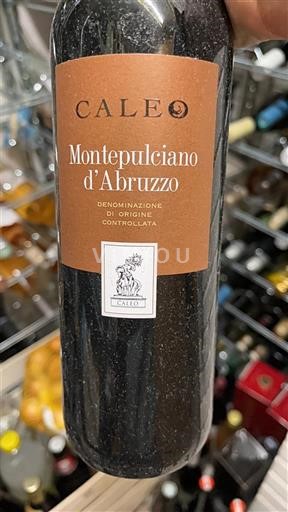 CALEO
Montepulciano
d'Abruzzo
DENOMINAZIONE
DI ORIGINE
CONTROLLATA
CALEO